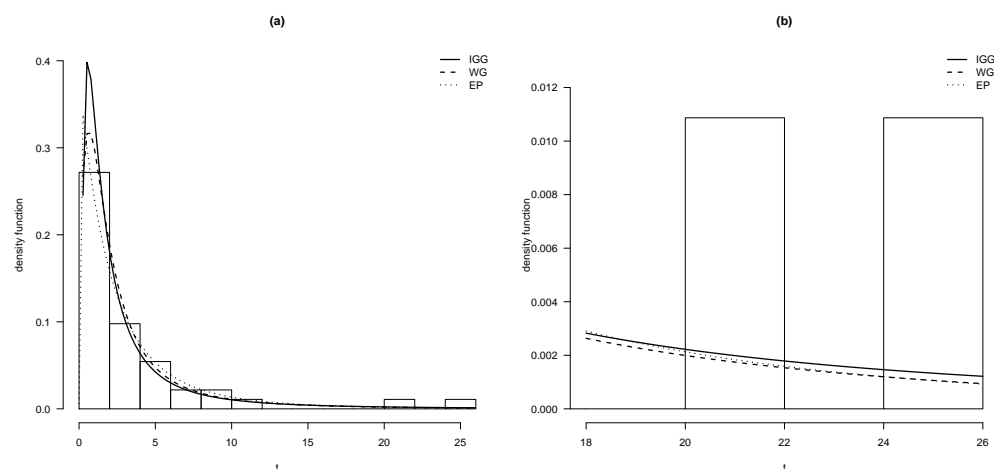 (a)
IGG
WG
EP
density function
0.4
0.3
0.2
0.1
0.0
0 5 10 15 20 25
t
(b)
IGG
WG
EP
density function
0.012
0.010
0.008
0.006
0.004
0.002
0.000
18 20 22 24 26
t